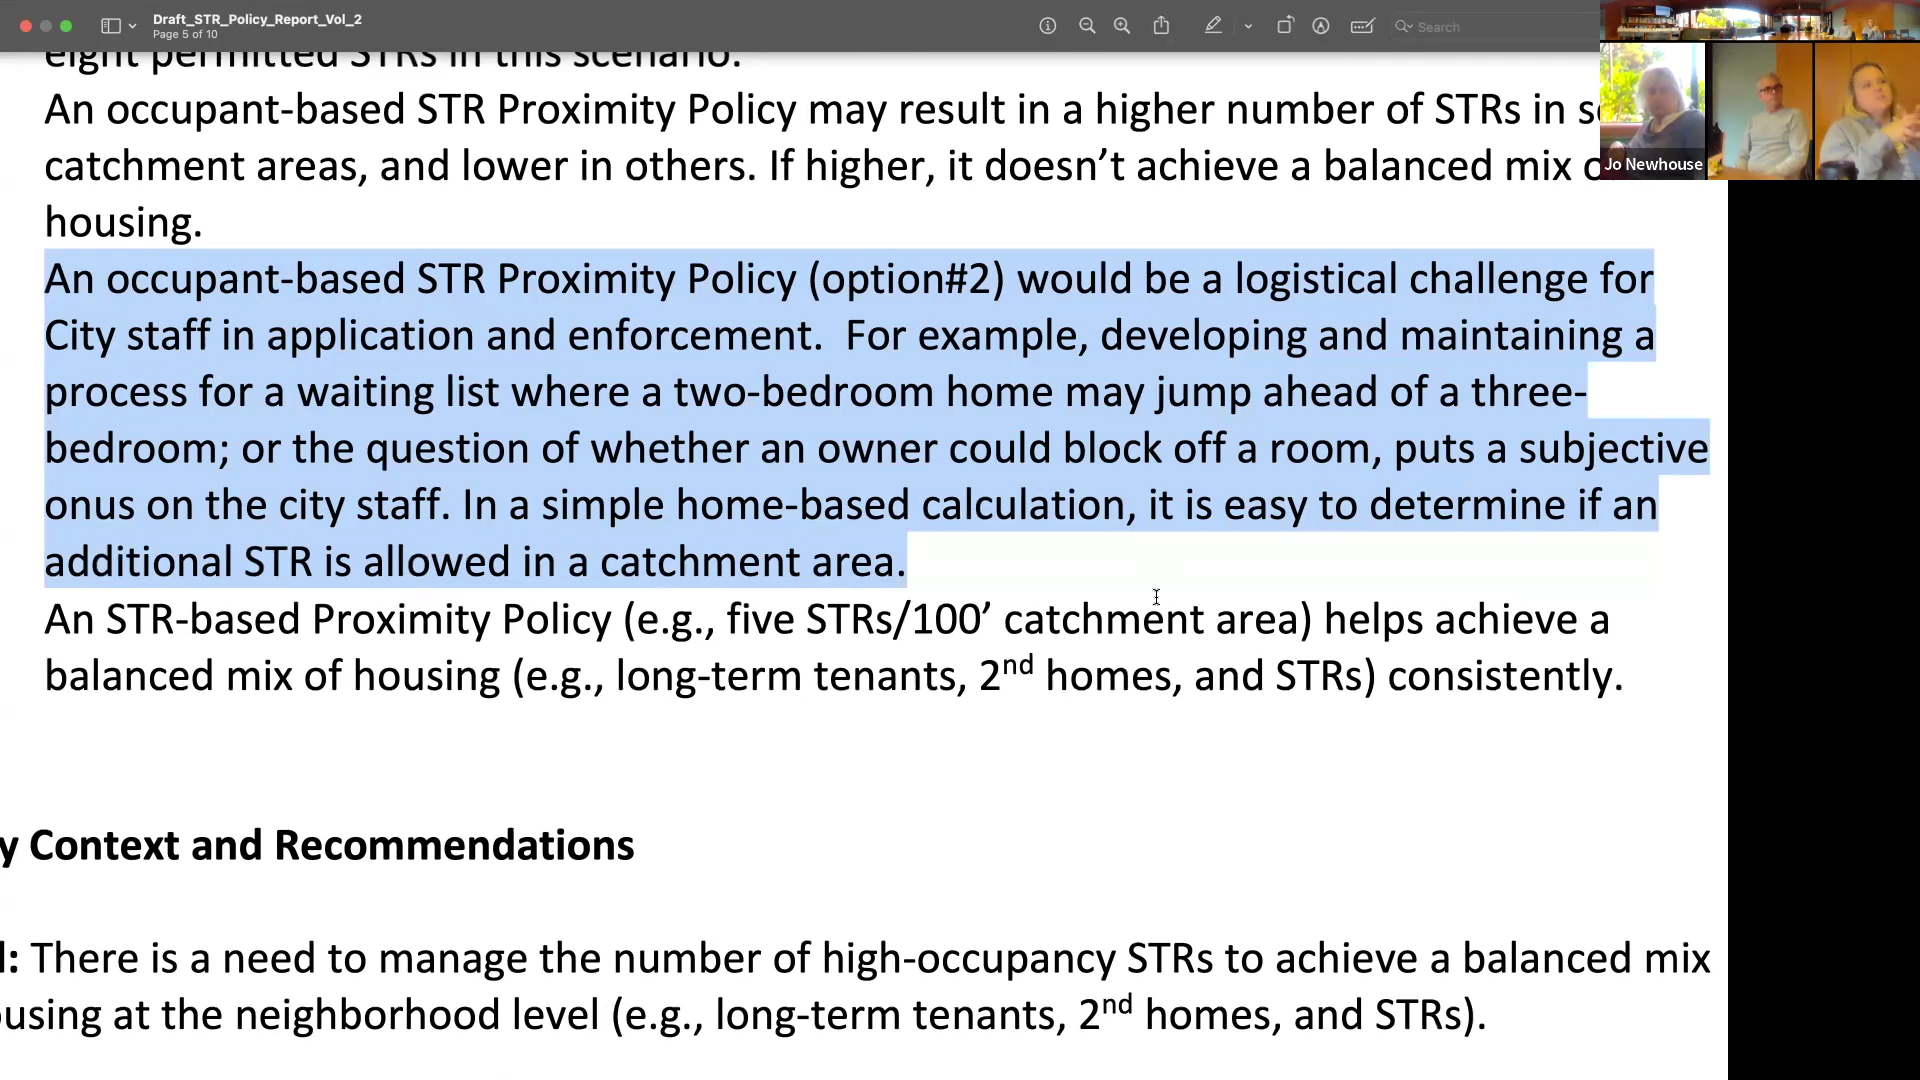 Draft_STR_Policy_Report_Vol_2
Page 5 of 10
Search
eight permitted STRs in this scenario.
An occupant-based STR Proximity Policy may result in a higher number of STRs in
catchment areas, and lower in others. If higher, it doesn’t achieve a balanced mix
housing.
An occupant-based STR Proximity Policy (option#2) would be a logistical challenge for
City staff in application and enforcement.  For example, developing and maintaining a
process for a waiting list where a two-bedroom home may jump ahead of a three-
bedroom; or the question of whether an owner could block off a room, puts a subjective
onus on the city staff. In a simple home-based calculation, it is easy to determine if an
additional STR is allowed in a catchment area.
An STR-based Proximity Policy (e.g., five STRs/100’ catchment area) helps achieve a
balanced mix of housing (e.g., long-term tenants, 2nd homes, and STRs) consistently.
y Context and Recommendations
l: There is a need to manage the number of high-occupancy STRs to achieve a balanced mix
ousing at the neighborhood level (e.g., long-term tenants, 2nd homes, and STRs).
Jo Newhouse